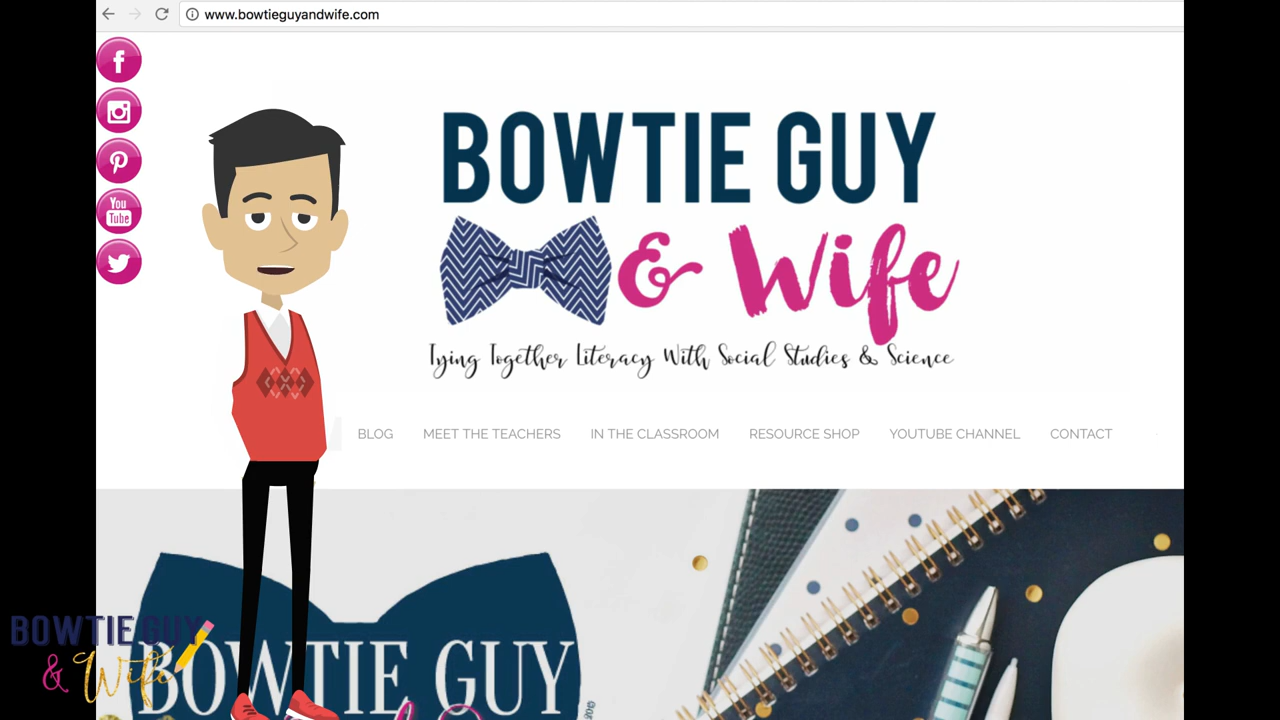 www.bowtieguyandwife.com
You
Tube
BOWTIE GUY
& Wife
Tying Together Literacy With Social Studies & Science
BLOG MEET THE TEACHERS IN THE CLASSROOM RESOURCE SHOP YOUTUBE CHANNEL CONTACT
BOWTIE GUY
& Wife
BOWTIE GUY